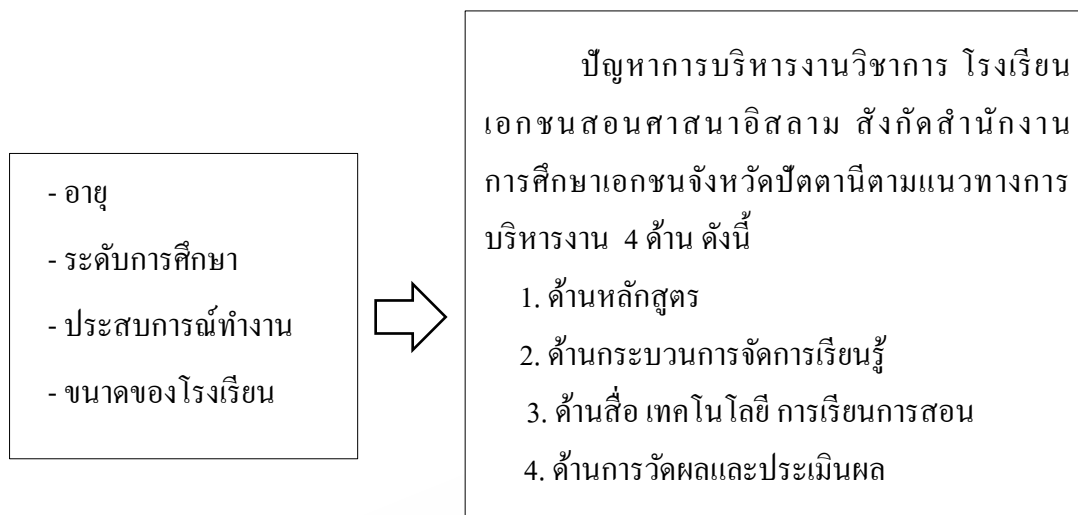 - อายุ
- ระดับการศึกษา
- ประสบการณ์ทำงาน
- ขนาดของโรงเรียน
ปัญหาการบริหารงานวิชาการ โรงเรียน
เอกชนสอนศาสนาอิสลาม สังกัดสำนักงาน
การศึกษาเอกชนจังหวัดปัตตานีตามแนวทางการ
บริหารงาน 4 ด้าน ดังนี้
1. ด้านหลักสูตร
2. ด้านกระบวนการจัดการเรียนรู้
3. ด้านสื่อ เทคโนโลยี การเรียนการสอน
4. ด้านการวัดผลและประเมินผล